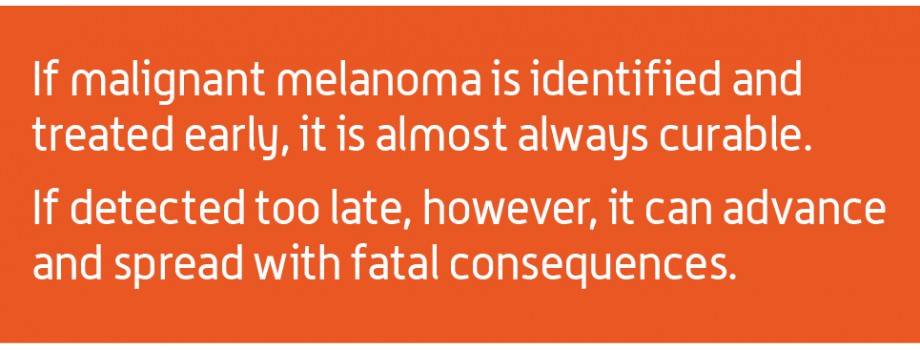 If malignant melanoma is identified and
treated early, it is almost always curable.
If detected too late, however, it can advance
and spread with fatal consequences.